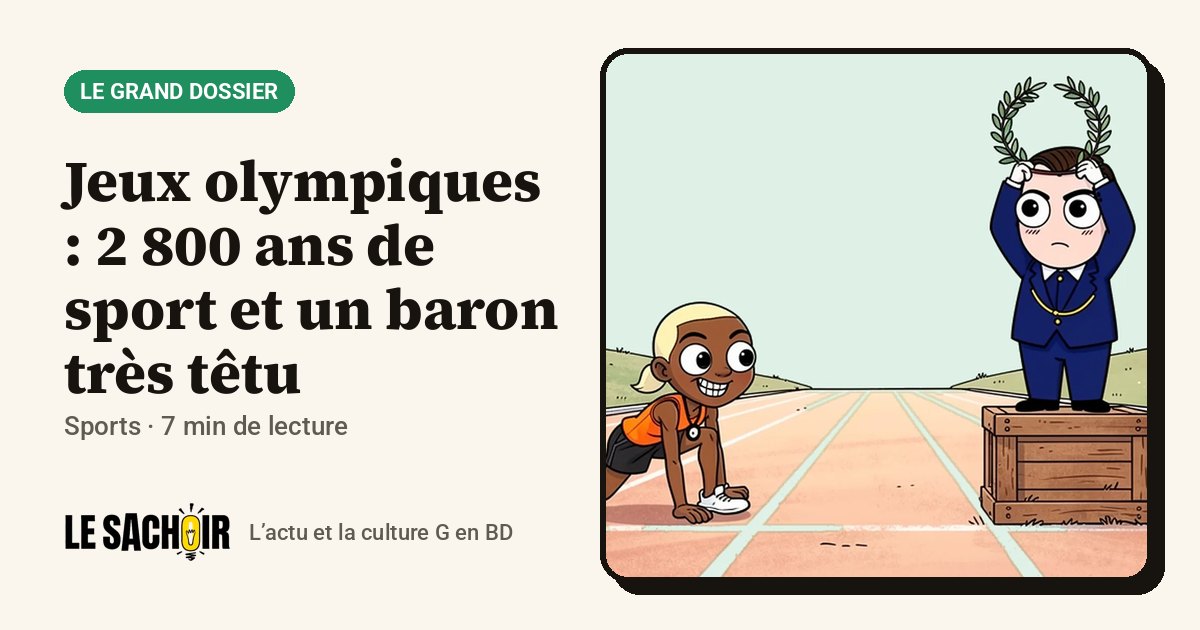 LE GRAND DOSSIER
Jeux olympiques
: 2 800 ans de
sport et un baron
très têtu
Sports · 7 min de lecture
LE SACHOIR
L’actu et la culture G en BD